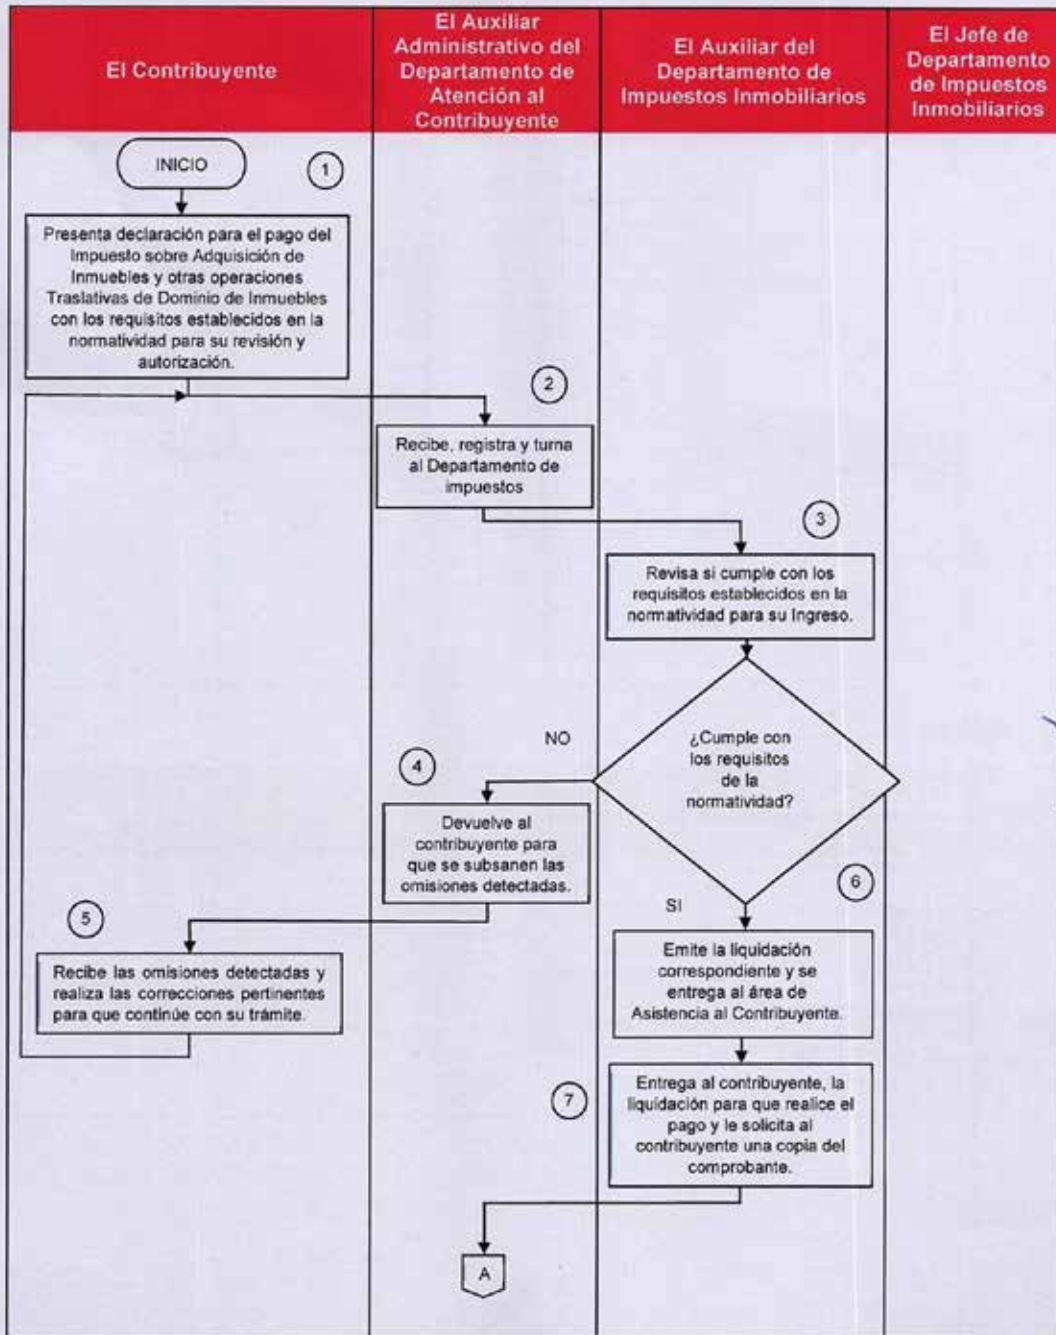 El Contribuyente
El Auxiliar
Administrativo del
Departamento de
Atención al
Contribuyente
El Auxiliar del
Departamento de
Impuestos Inmobiliarios
El Jefe de
Departamento
de Impuestos
Inmobiliarios
INICIO
1
Presenta declaración para el pago del
Impuesto sobre Adquisición de
Inmuebles y otras operaciones
Traslativas de Dominio de Inmuebles
con los requisitos establecidos en la
normatividad para su revisión y
autorización.
2
Recibe, registra y turna
al Departamento de
impuestos
3
Revisa si cumple con los
requisitos establecidos en la
normatividad para su Ingreso.
¿Cumple con
los requisitos
de la
normatividad?
NO
4
Devuelve al
contribuyente para
que se subsanen las
omisiones detectadas.
5
Recibe las omisiones detectadas y
realiza las correcciones pertinentes
para que continúe con su trámite.
6
SI
Emite la liquidación
correspondiente y se
entrega al área de
Asistencia al Contribuyente.
7
Entrega al contribuyente, la
liquidación para que realice el
pago y le solicita al
contribuyente una copia del
comprobante.
A